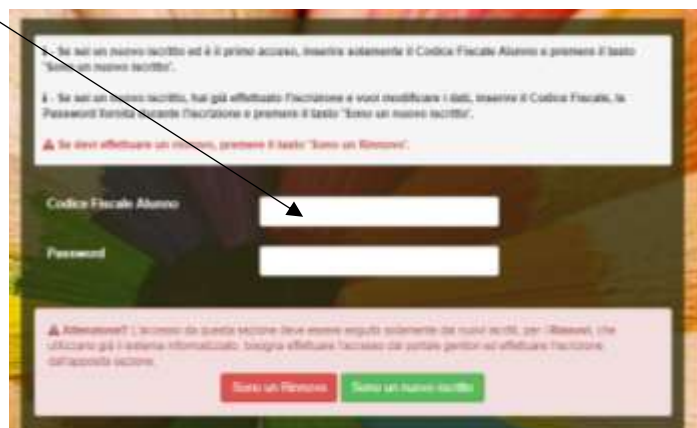 - Se sei un nuovo iscritto ed è il primo accesso, inserire solamente il Codice Fiscale Alunno e premere il tasto
'Sono un nuovo iscritto'.
- Se sei un nuovo iscritto, hai già effettuato l'iscrizione e vuoi modificare i dati, inserire il Codice Fiscale, la
Password fornita durante l'iscrizione e premere il tasto 'Sono un nuovo iscritto'.
Se devi effettuare un rinnovo, premere il tasto 'Sono un Rinnovo'.
Codice Fiscale Alunno
Password
Attenzione! L'accesso da questa sezione deve essere eseguito solamente dai nuovi iscritti, per i Rinnovi, che
utilizzano già il sistema informatizzato, bisogna effettuare l'accesso dal portale genitori ed effettuare l'iscrizione
dall'apposita sezione.
Sono un Rinnovo
Sono un nuovo iscritto